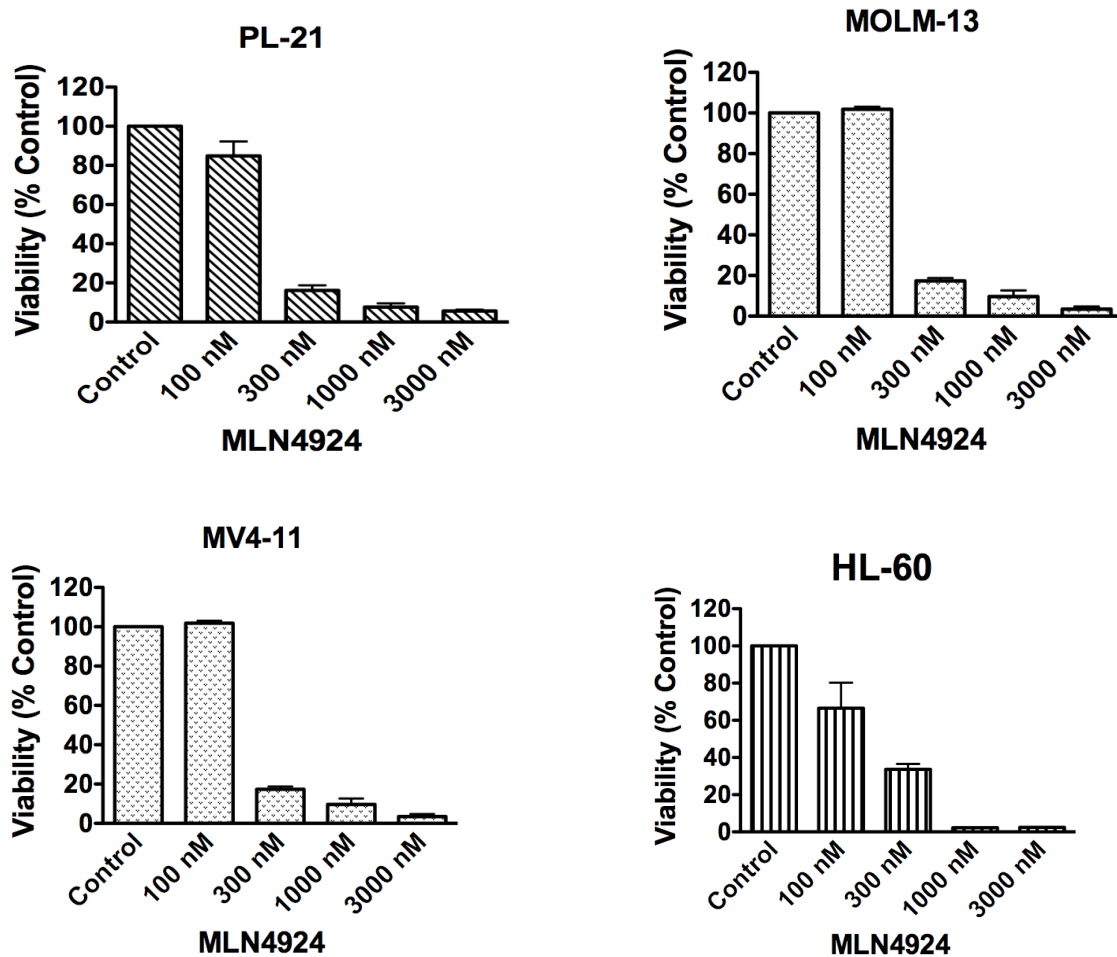 PL-21
Viability (% Control)
120
100
80
60
40
20
0
Control
100 nM
300 nM
1000 nM
3000 nM
MLN4924
MOLM-13
Viability (% Control)
120
100
80
60
40
20
0
Control
100 nM
300 nM
1000 nM
3000 nM
MLN4924
MV4-11
Viability (% Control)
120
100
80
60
40
20
0
Control
100 nM
300 nM
1000 nM
3000 nM
MLN4924
HL-60
Viability (% Control)
120
100
80
60
40
20
0
Control
100 nM
300 nM
1000 nM
3000 nM
MLN4924